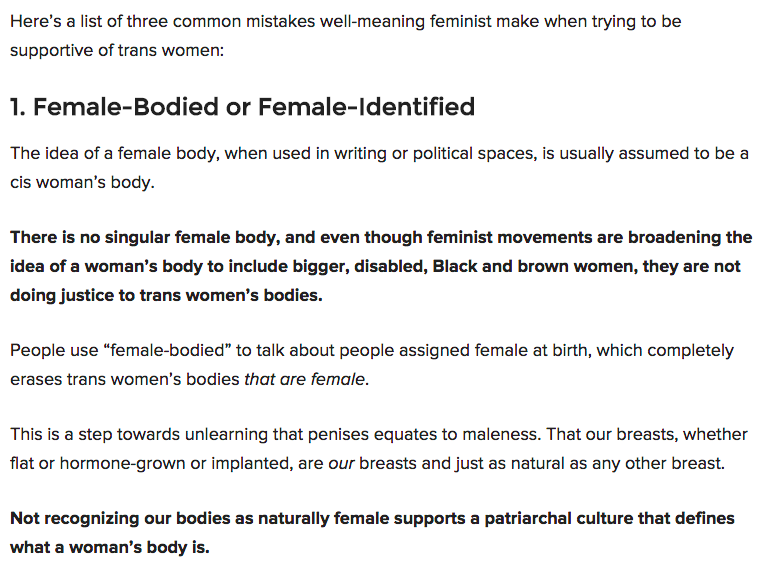 Here's a list of three common mistakes well-meaning feminist make when trying to be
supportive of trans women:
1. Female-Bodied or Female-Identified
The idea of a female body, when used in writing or political spaces, is usually assumed to be a
cis woman's body.
There is no singular female body, and even though feminist movements are broadening the
idea of a woman's body to include bigger, disabled, Black and brown women, they are not
doing justice to trans women's bodies.
People use “female-bodied” to talk about people assigned female at birth, which completely
erases trans women's bodies that are female.
This is a step towards unlearning that penises equates to maleness. That our breasts, whether
flat or hormone-grown or implanted, are our breasts and just as natural as any other breast.
Not recognizing our bodies as naturally female supports a patriarchal culture that defines
what a woman's body is.